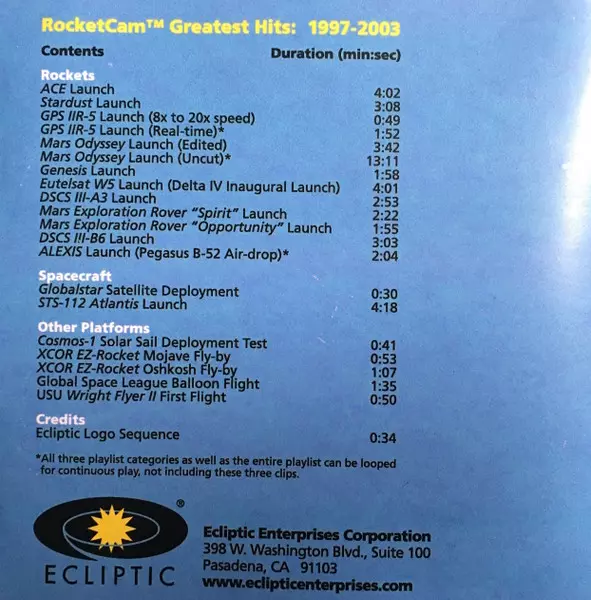 RocketCam™ Greatest Hits: 1997-2003
Contents Duration (min:sec)
Rockets
ACE Launch 4:02
Stardust Launch 3:08
GPS IIR-5 Launch (8x to 20x speed) 0:49
GPS IIR-5 Launch (Real-time)* 1:52
Mars Odyssey Launch (Edited) 3:42
Mars Odyssey Launch (Uncut)* 13:11
Genesis Launch 1:58
Eutelsat W5 Launch (Delta IV Inaugural Launch) 4:01
DSCS III-A3 Launch 2:53
Mars Exploration Rover “Spirit” Launch 2:22
Mars Exploration Rover “Opportunity” Launch 1:55
DSCS III-B6 Launch 3:03
ALEXIS Launch (Pegasus B-52 Air-drop)* 2:04
Spacecraft
Globalstar Satellite Deployment 0:30
STS-112 Atlantis Launch 4:18
Other Platforms
Cosmos-1 Solar Sail Deployment Test 0:41
XCOR EZ-Rocket Mojave Fly-by 0:53
XCOR EZ-Rocket Oshkosh Fly-by 1:07
Global Space League Balloon Flight 1:35
USU Wright Flyer II First Flight 0:50
Credits
Ecliptic Logo Sequence 0:34
*All three playlist categories as well as the entire playlist can be looped
for continuous play, not including these three clips.
®
ECLIPTIC
Ecliptic Enterprises Corporation
398 W. Washington Blvd., Suite 100
Pasadena, CA 91103
www.eclipticenterprises.com